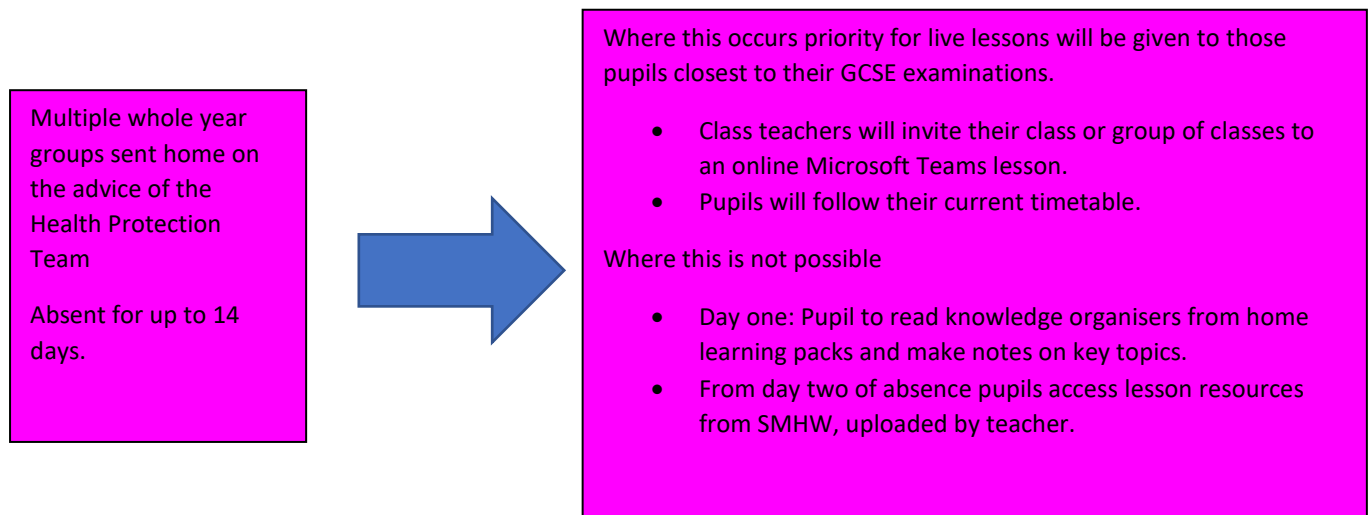 Multiple whole year
groups sent home on
the advice of the
Health Protection
Team
Absent for up to 14
days.
Where this occurs priority for live lessons will be given to those
pupils closest to their GCSE examinations.
• Class teachers will invite their class or group of classes to
an online Microsoft Teams lesson.
• Pupils will follow their current timetable.
Where this is not possible
• Day one: Pupil to read knowledge organisers from home
learning packs and make notes on key topics.
• From day two of absence pupils access lesson resources
from SMHW, uploaded by teacher.